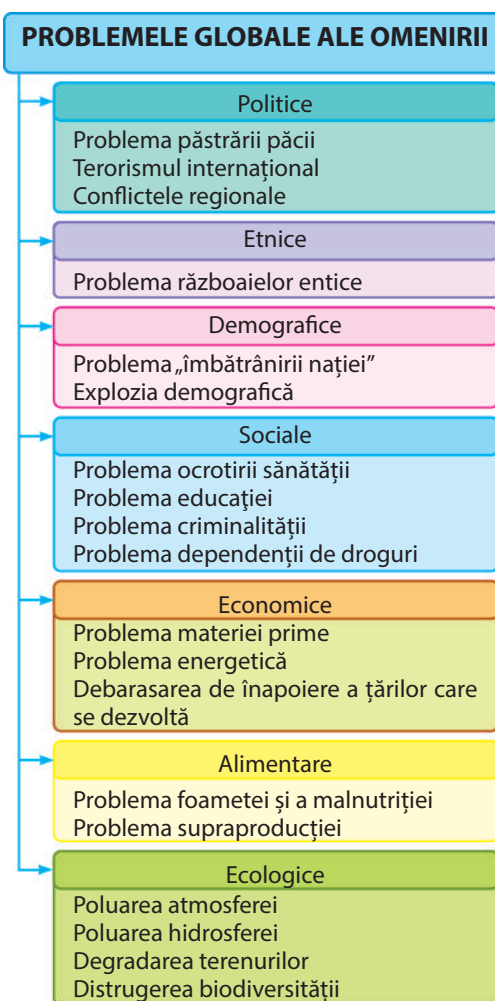 PROBLEMELE GLOBALE ALE OMENIRII
Politice
Problema păstrării păcii
Terorismul internațional
Conflictele regionale
Etnice
Problema războaielor entice
Demografice
Problema „îmbătrânirii nației”
Explozia demografică
Sociale
Problema ocrotirii sănătății
Problema educaţiei
Problema criminalității
Problema dependenții de droguri
Economice
Problema materiei prime
Problema energetică
Debarasarea de înapoiere a țărilor care
se dezvoltă
Alimentare
Problema foametei și a malnutriției
Problema supraproducției
Ecologice
Poluarea atmosferei
Poluarea hidrosferei
Degradarea terenurilor
Distrugerea biodiversității